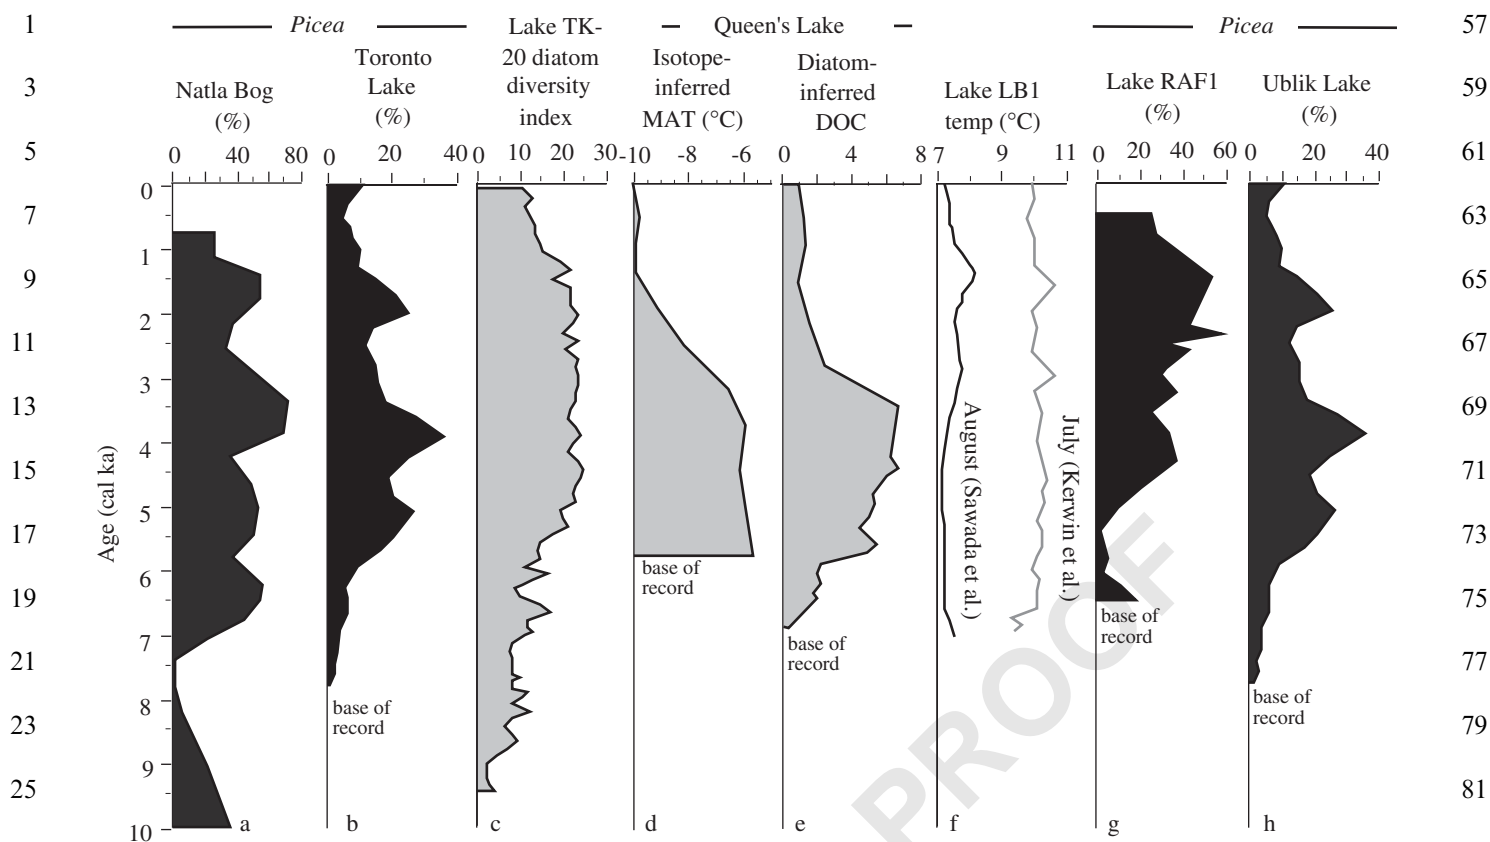 Picea
Queen's Lake
Picea
Natla Bog
(%)
Toronto
Lake
(%)
Lake TK-
20 diatom
diversity
index
Isotope-
inferred
MAT (°C)
Diatom-
inferred
DOC
Lake LB1
temp (°C)
Lake RAF1
(%)
Ublik Lake
(%)
0 40 80
0 20 40
0 10 20 30
-10 -8 -6
0 4 8
7 9 11
0 20 40 60
0 20 40
Age (cal ka)
0
1
2
3
4
5
6
7
8
9
10
base of
record
base of
record
base of
record
August (Sawada et al.)
July (Kerwin et al.)
base of
record
base of
record
a b c d e f g h
1
3
5
7
9
11
13
15
17
19
21
23
25
57
59
61
63
65
67
69
71
73
75
77
79
81
PROOF